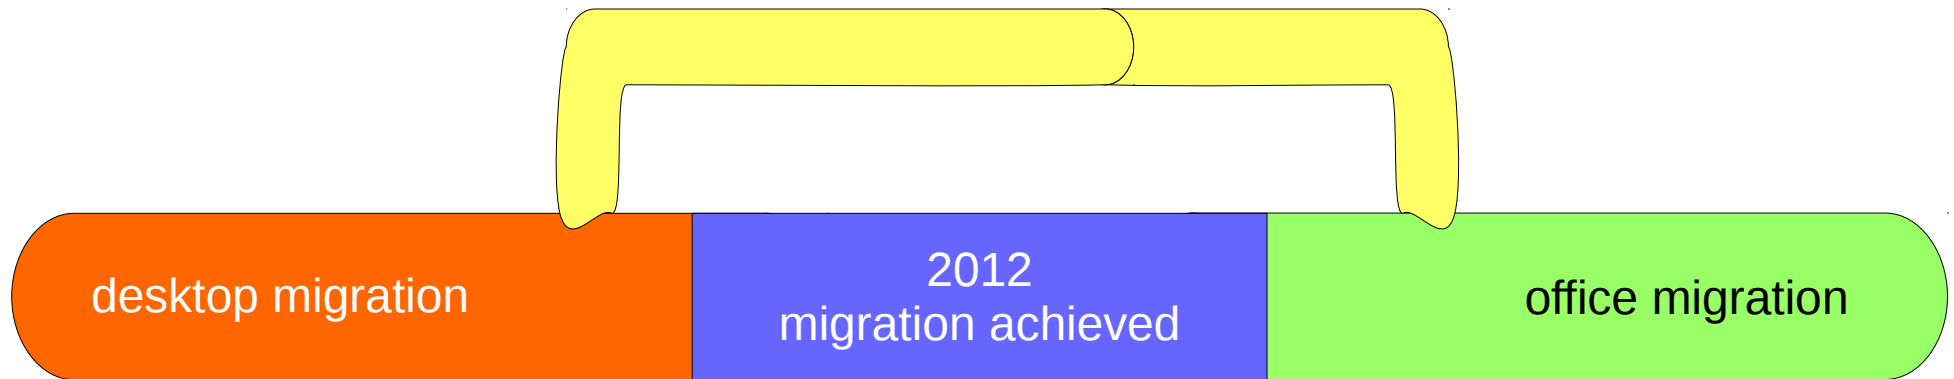 desktop migration
2012
migration achieved
office migration